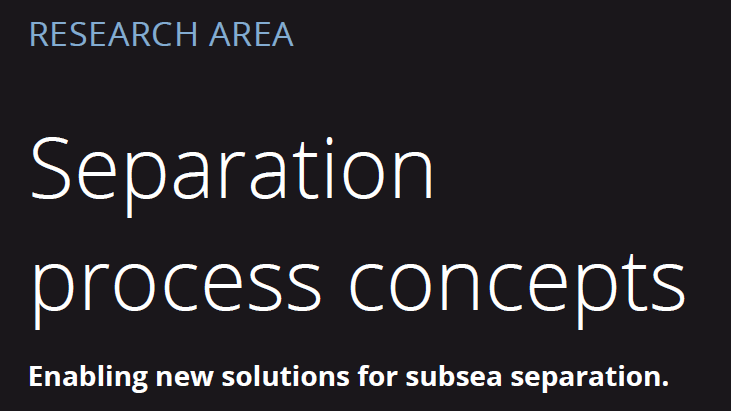 RESEARCH AREA
Separation
process concepts
Enabling new solutions for subsea separation.